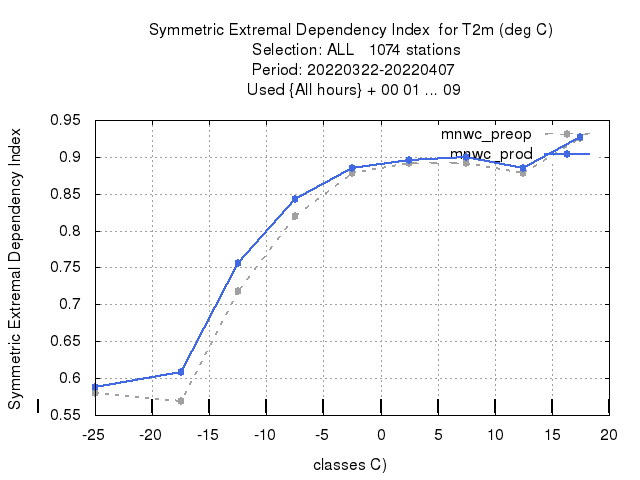 Symmetric Extremal Dependency Index for T2m (deg C)
Selection: ALL 1074 stations
Period: 20220322-20220407
Used {All hours} + 00 01 ... 09
mnwc_preop
mnwc_prod
Symmetric Extremal Dependency Index
0.95
0.9
0.85
0.8
0.75
0.7
0.65
0.6
0.55
-25 -20 -15 -10 -5 0 5 10 15 20
classes C)